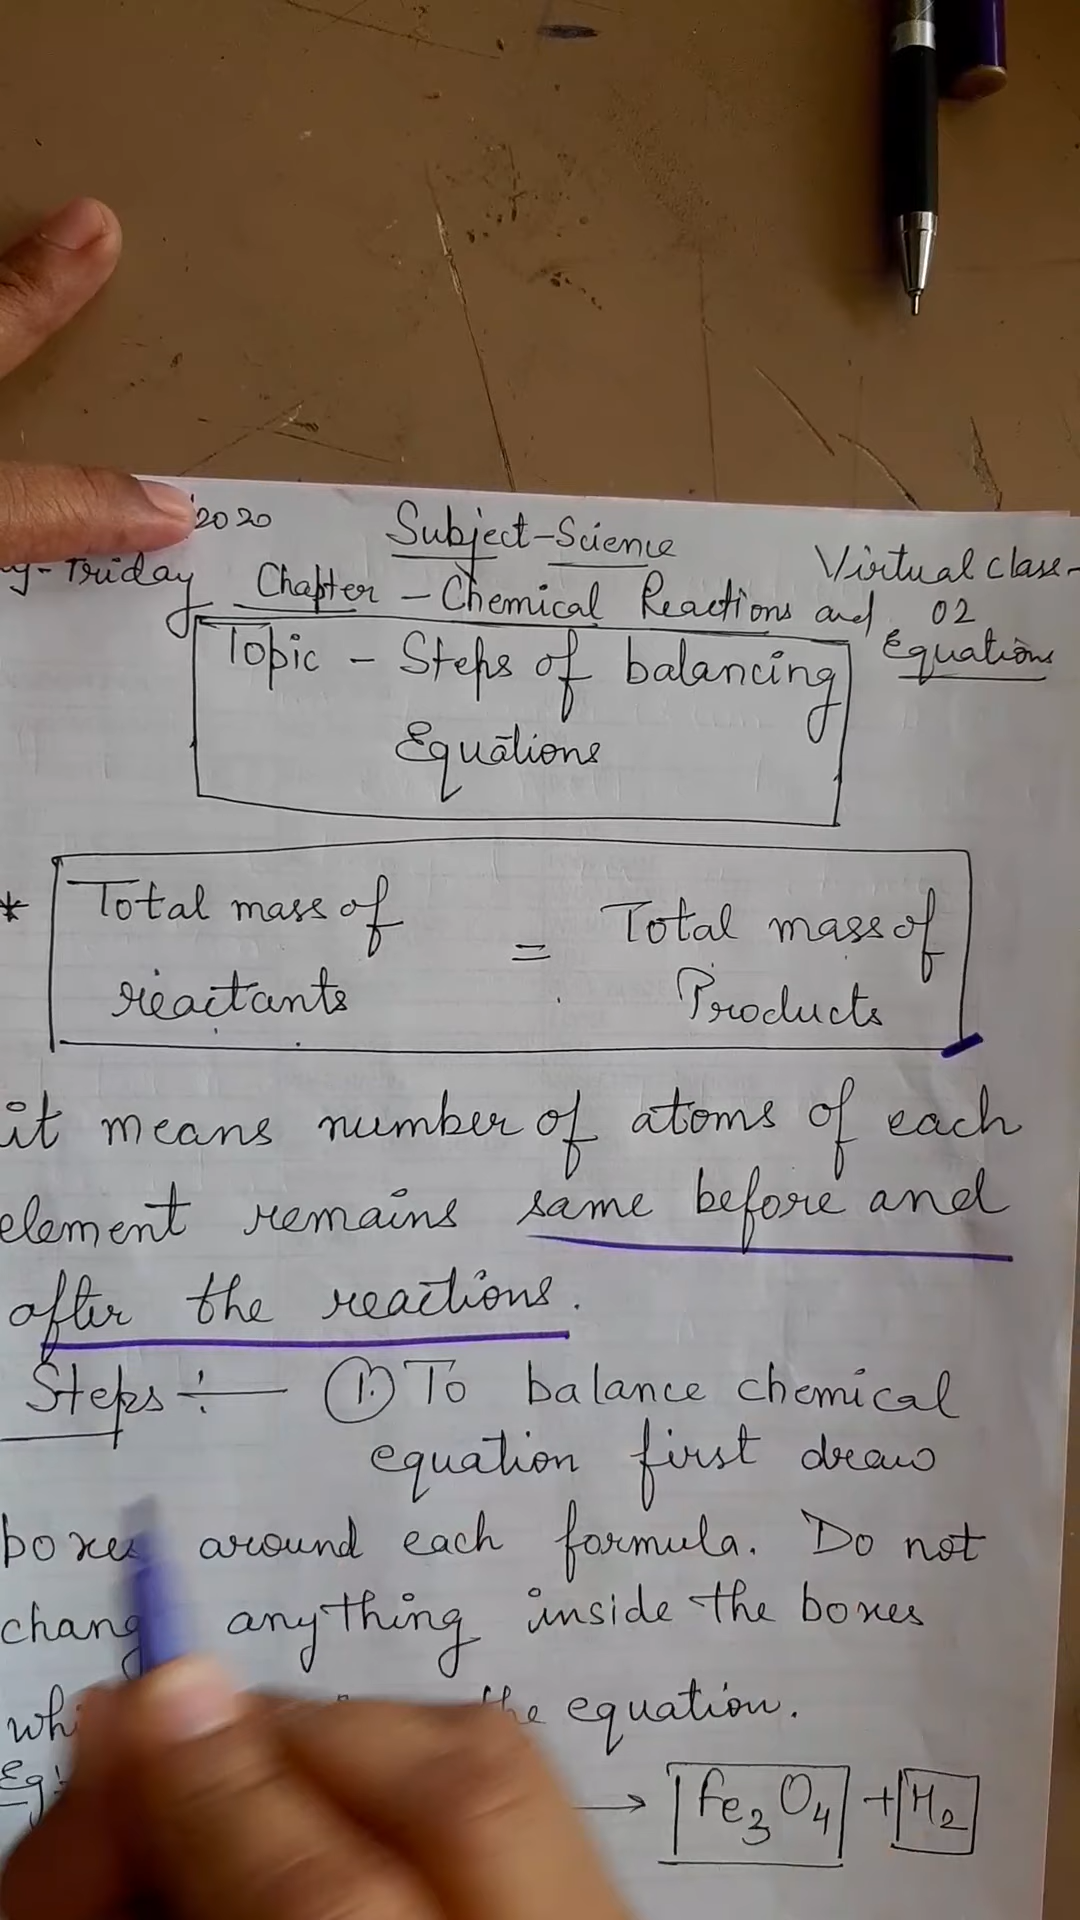 2020 Subject-Science Virtual class-
Friday Chapter - Chemical Reactions and 02
Equations
Topic - Steps of balancing
Equations
* Total mass of = Total mass of
reactants Products
it means number of atoms of each
element remains same before and
after the reactions.
Steps :- 1. To balance chemical
equation first draw
boxes around each formula. Do not
chang anything inside the boxes
the equation.
Eg:- → Fe3O4 + H2